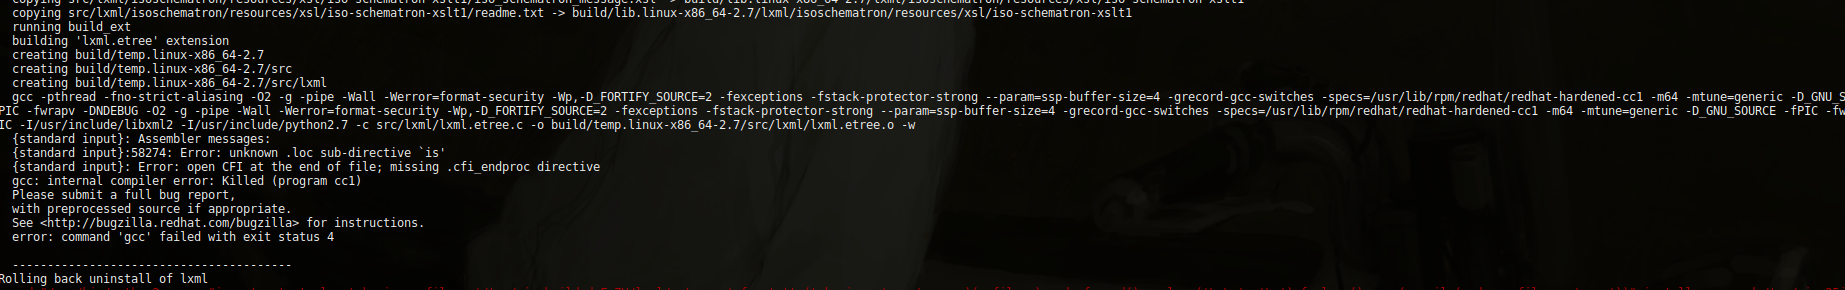 copying src/lxml/isoschematron/resources/xsl/iso-schematron-xslt1/iso_schematron_message.xsl -> build/lib.linux-x86_64-2.7/lxml/isoschematron/resources/xsl/iso-schematron-xslt1
copying src/lxml/isoschematron/resources/xsl/iso-schematron-xslt1/readme.txt -> build/lib.linux-x86_64-2.7/lxml/isoschematron/resources/xsl/iso-schematron-xslt1
running build_ext
building 'lxml.etree' extension
creating build/temp.linux-x86_64-2.7
creating build/temp.linux-x86_64-2.7/src
creating build/temp.linux-x86_64-2.7/src/lxml
gcc -pthread -fno-strict-aliasing -O2 -g -pipe -Wall -Werror=format-security -Wp,-D_FORTIFY_SOURCE=2 -fexceptions -fstack-protector-strong --param=ssp-buffer-size=4 -grecord-gcc-switches -specs=/usr/lib/rpm/redhat/redhat-hardened-cc1 -m64 -mtune=generic -D_GNU_S
PIC -fwrapv -DNDEBUG -O2 -g -pipe -Wall -Werror=format-security -Wp,-D_FORTIFY_SOURCE=2 -fexceptions -fstack-protector-strong --param=ssp-buffer-size=4 -grecord-gcc-switches -specs=/usr/lib/rpm/redhat/redhat-hardened-cc1 -m64 -mtune=generic -D_GNU_SOURCE -fPIC -fw
IC -I/usr/include/libxml2 -I/usr/include/python2.7 -c src/lxml/lxml.etree.c -o build/temp.linux-x86_64-2.7/src/lxml/lxml.etree.o -w
{standard input}: Assembler messages:
{standard input}:58274: Error: unknown .loc sub-directive `is'
{standard input}: Error: open CFI at the end of file; missing .cfi_endproc directive
gcc: internal compiler error: Killed (program cc1)
Please submit a full bug report,
with preprocessed source if appropriate.
See <http://bugzilla.redhat.com/bugzilla> for instructions.
error: command 'gcc' failed with exit status 4
----------------------------------------
Rolling back uninstall of lxml